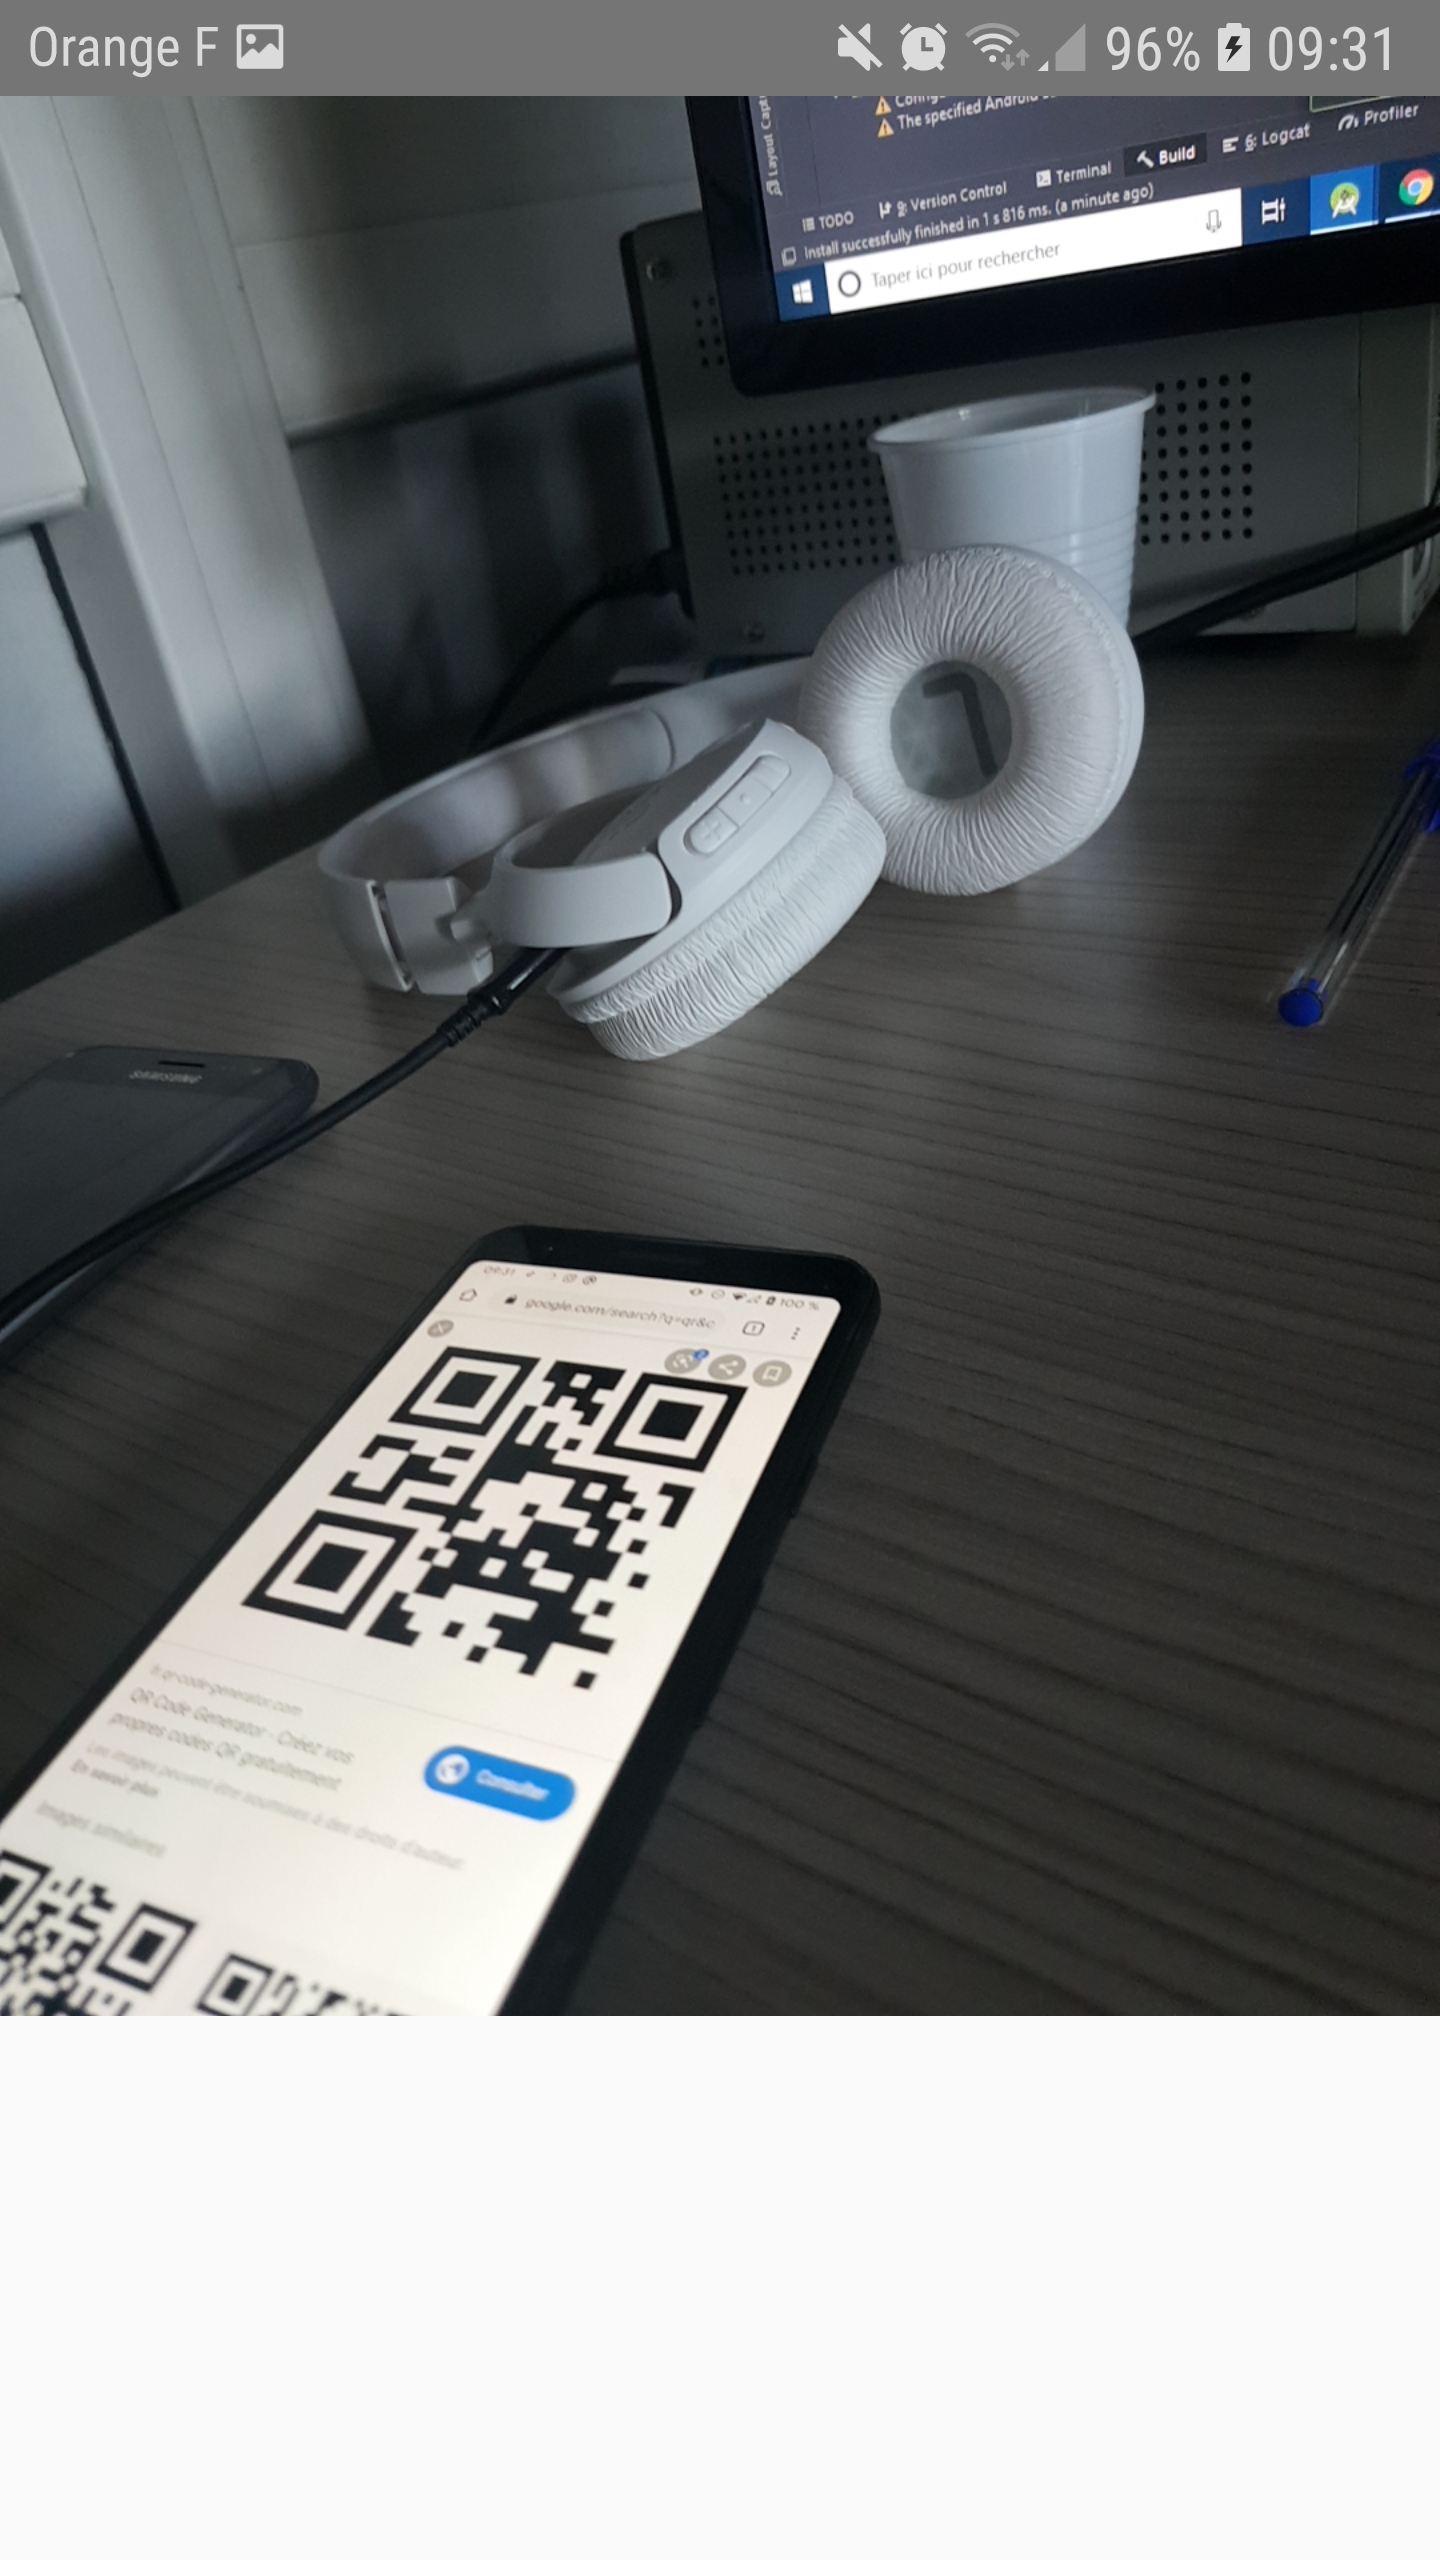 Orange F 96% 09:31
Layout Captu
Config
The specified Android
TODO 9: Version Control Terminal Build 6: Logcat Profiler
Install successfully finished in 1 s 816 ms. (a minute ago)
Taper ici pour rechercher
L
SAMSUNG
09:31 100 %
google.com/search?q=qr&c
fr.qr-code-generator.com
QR Code Generator - Créez vos
propres codes QR gratuitement
Les images peuvent être soumises à des droits d'auteur.
En savoir plus
Consulter
Images similaires